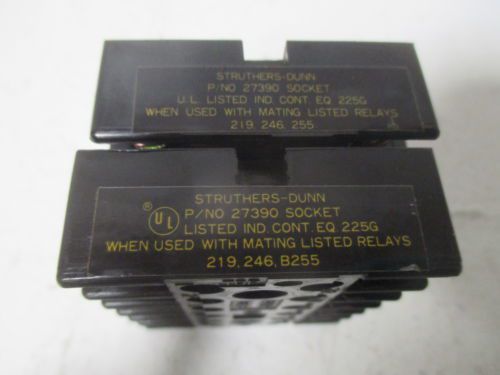 STRUTHERS-DUNN
P/NO 27390 SOCKET
U.L. LISTED IND. CONT. EQ. 225G
WHEN USED WITH MATING LISTED RELAYS
219, 246, 255
STRUTHERS-DUNN
® UL P/NO 27390 SOCKET
LISTED IND. CONT. EQ. 225G
WHEN USED WITH MATING LISTED RELAYS
219, 246, B255